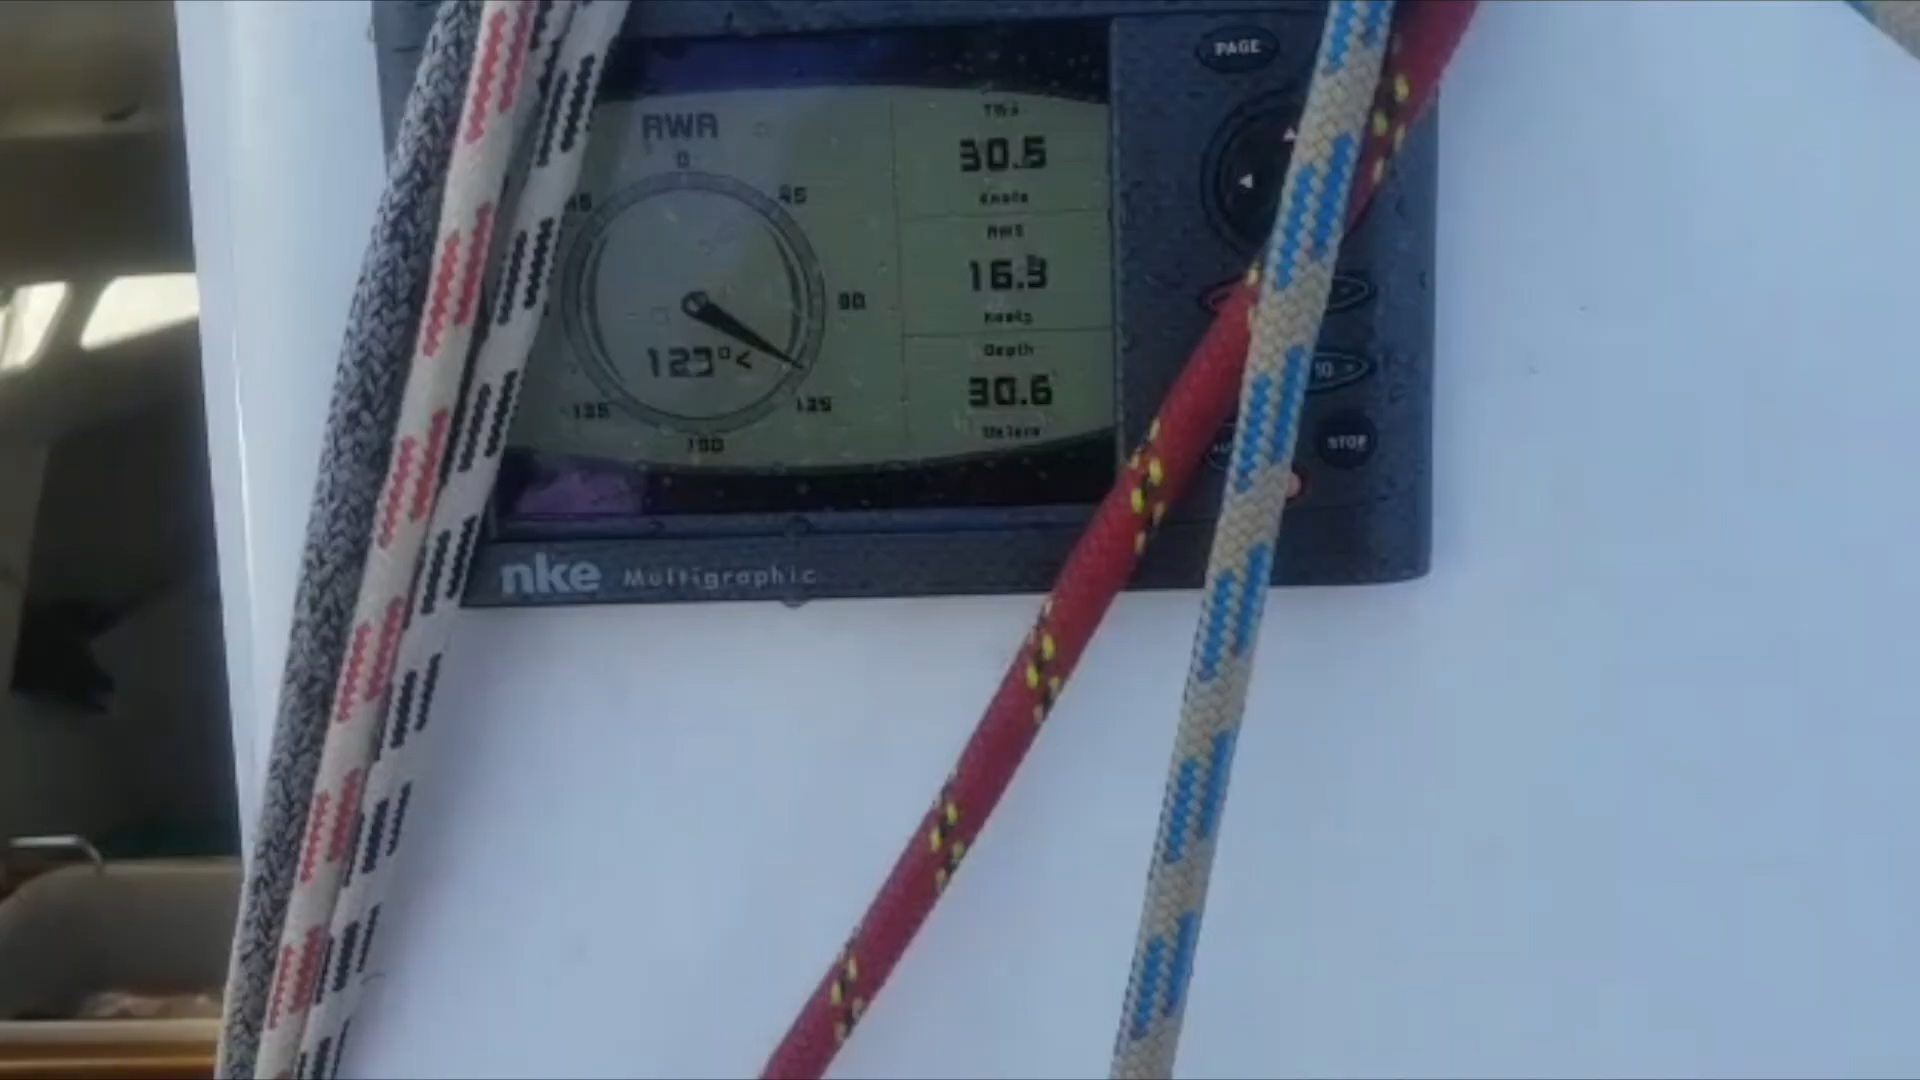 PAGE
AWA
0
45
45
90
123°<
135
135
180
30.5
Knots
AWS
16.3
Knots
Depth
30.6
Meters
10
STOP
nke Multigraphic